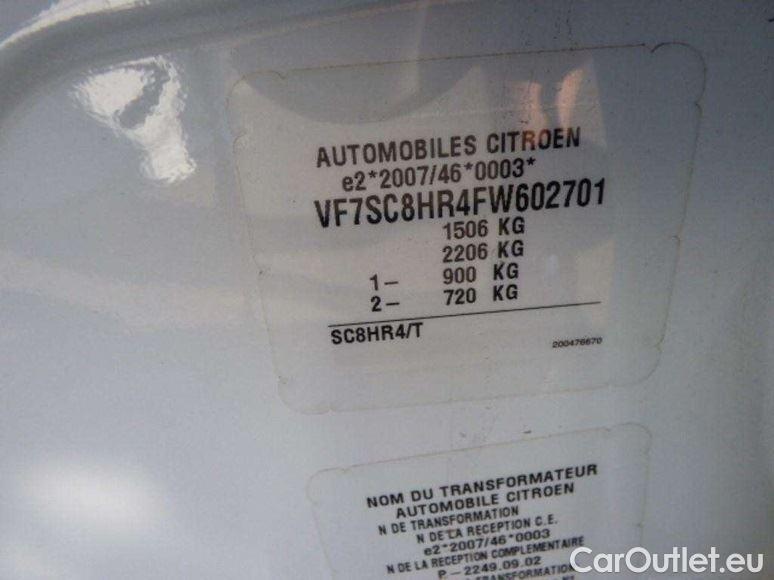 AUTOMOBILES CITROEN
e2*2007/46*0003*
VF7SC8HR4FW602701
1506 KG
2206 KG
1– 900 KG
2– 720 KG
SC8HR4/T
200476670
NOM DU TRANSFORMATEUR
AUTOMOBILE CITROEN
N DE TRANSFORMATION
N DE LA RECEPTION C.E.
e2*2007/46*0003
N DE LA RECEPTION COMPLEMENTAIRE
P–2249.09.02
TRANSFORMATION
CarOutlet.eu